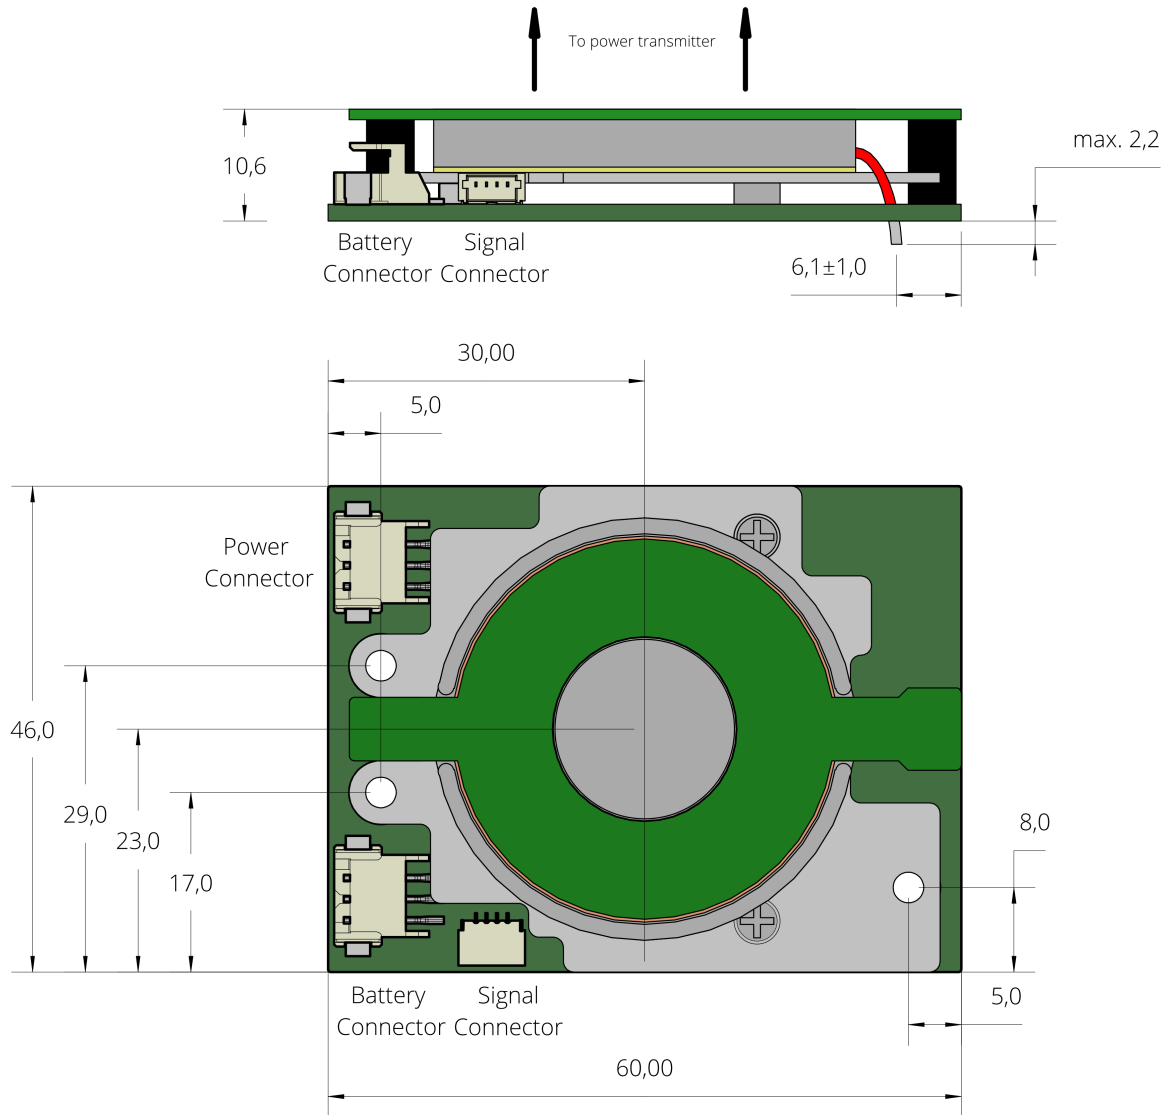 To power transmitter
max. 2,2
10,6
Battery
Connector
Signal
Connector
6,1±1,0
30,00
5,0
Power
Connector
46,0
29,0
23,0
17,0
8,0
5,0
Battery
Connector
Signal
Connector
60,00